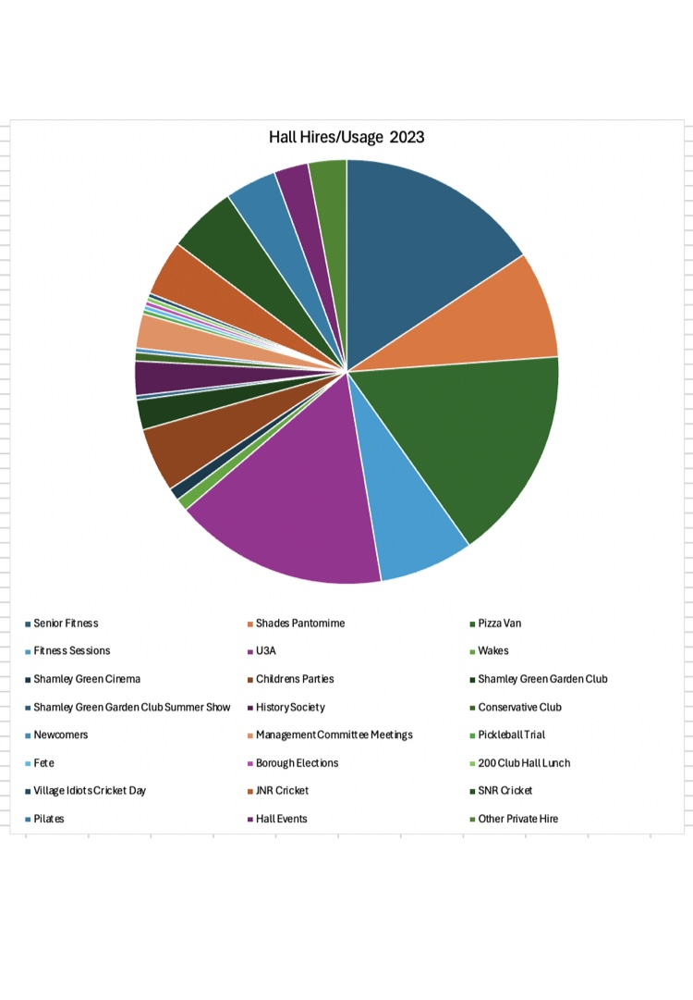 Hall Hires/Usage 2023
Senior Fitness Shades Pantomime Pizza Van
Fitness Sessions U3A Wakes
Shamley Green Cinema Childrens Parties Shamley Green Garden Club
Shamley Green Garden Club Summer Show History Society Conservative Club
Newcomers Management Committee Meetings Pickleball Trial
Fete Borough Elections 200 Club Hall Lunch
Village Idiots Cricket Day JNR Cricket SNR Cricket
Pilates Hall Events Other Private Hire